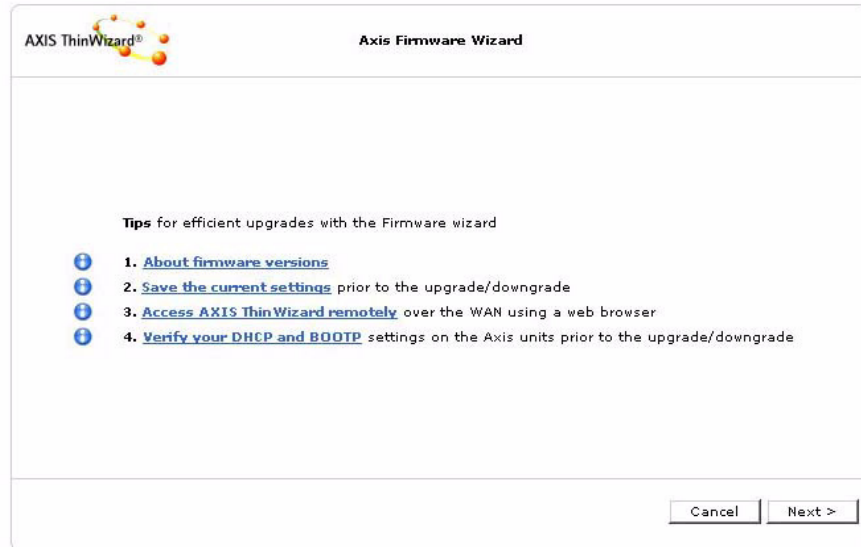 AXIS ThinWizard®
Axis Firmware Wizard
Tips for efficient upgrades with the Firmware wizard
1. About firmware versions
2. Save the current settings prior to the upgrade/downgrade
3. Access AXIS ThinWizard remotely over the WAN using a web browser
4. Verify your DHCP and BOOTP settings on the Axis units prior to the upgrade/downgrade
Cancel
Next >